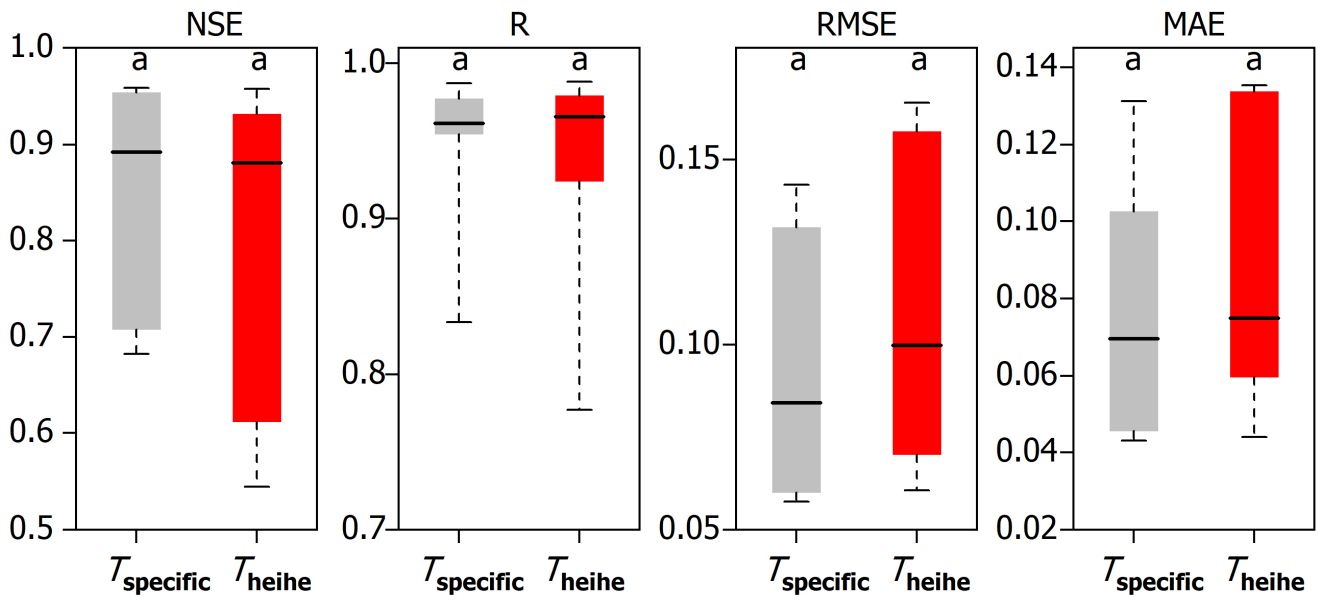 NSE R RMSE MAE
a a a a a a a a
1.0 1.0 0.15 0.14
0.9 0.9 0.10 0.12
0.8 0.8 0.05 0.10
0.7 0.7 0.08
0.6 0.06
0.5 0.04
0.02
Tspecific Theihe Tspecific Theihe Tspecific Theihe Tspecific Theihe